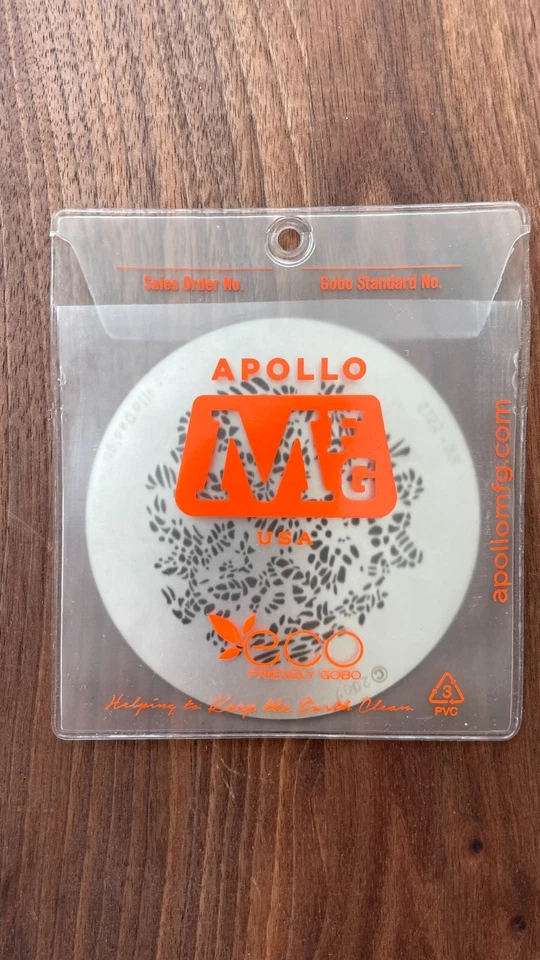 Sales Order No.
Gobo Standard No.
APOLLO
MFG
USA
eco
FRIENDLY GOBO
Helping to Keep the Earth Clean
apollomfg.com
3
PVC